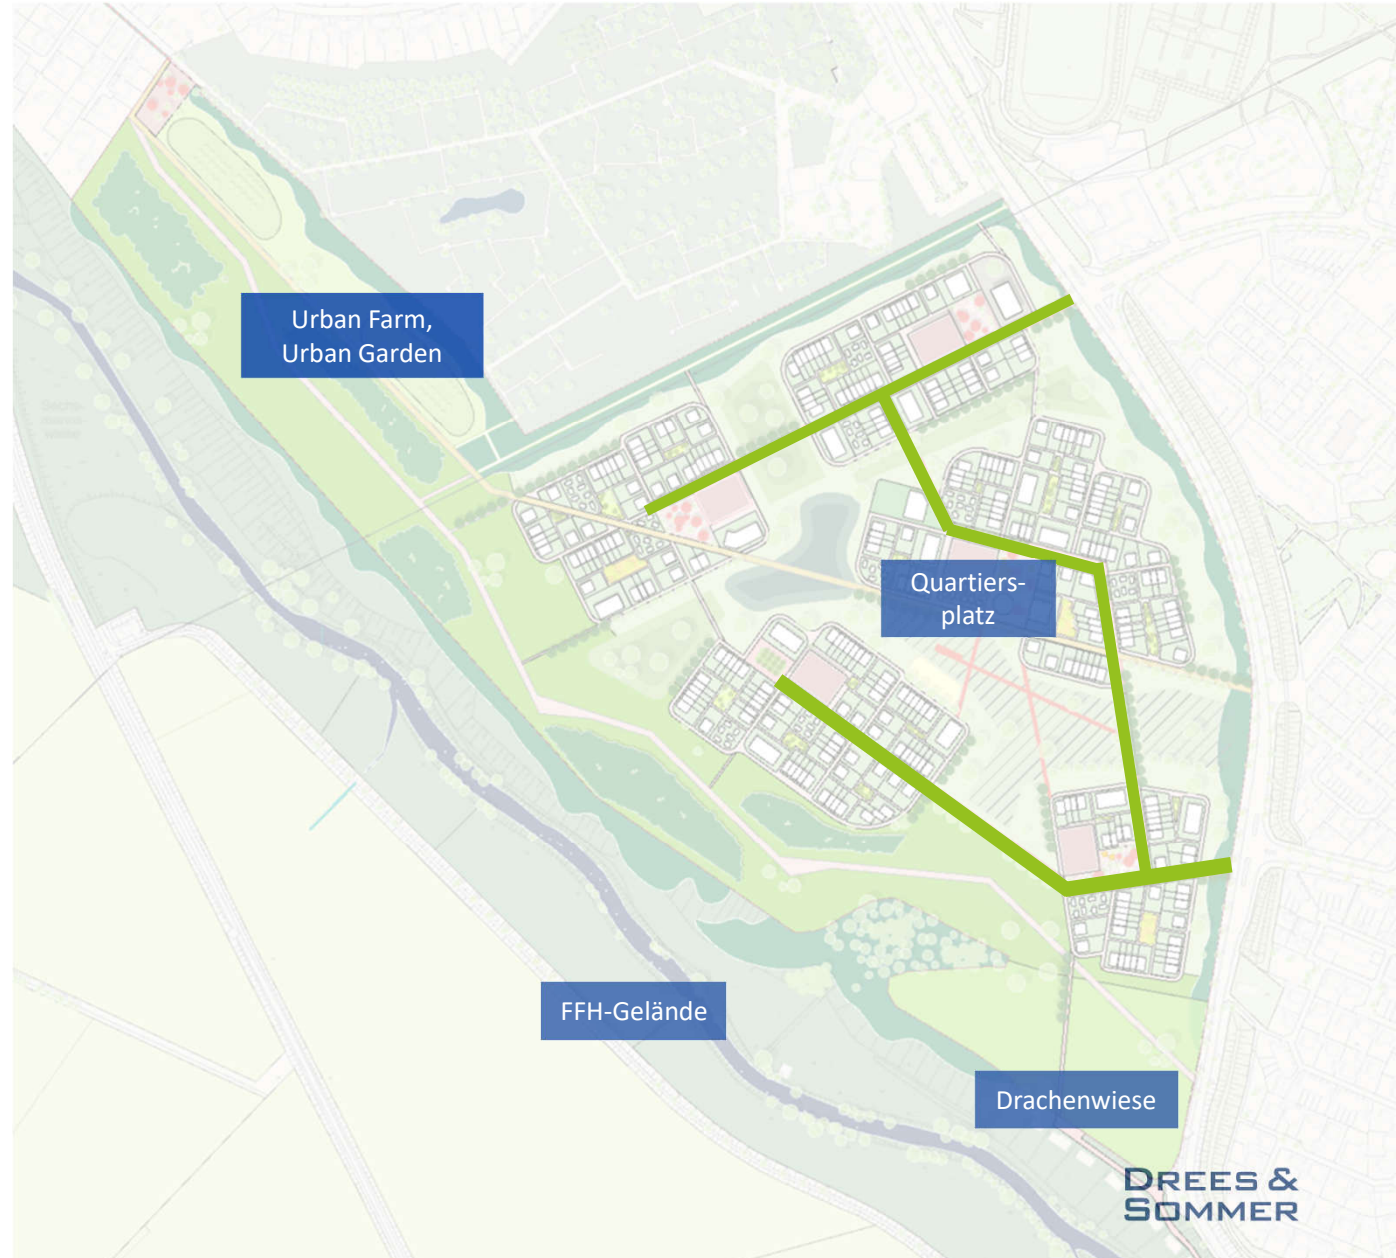 Urban Farm,
Urban Garden
Quartiers-
platz
FFH-Gelände
Drachenwiese
DREES &
SOMMER